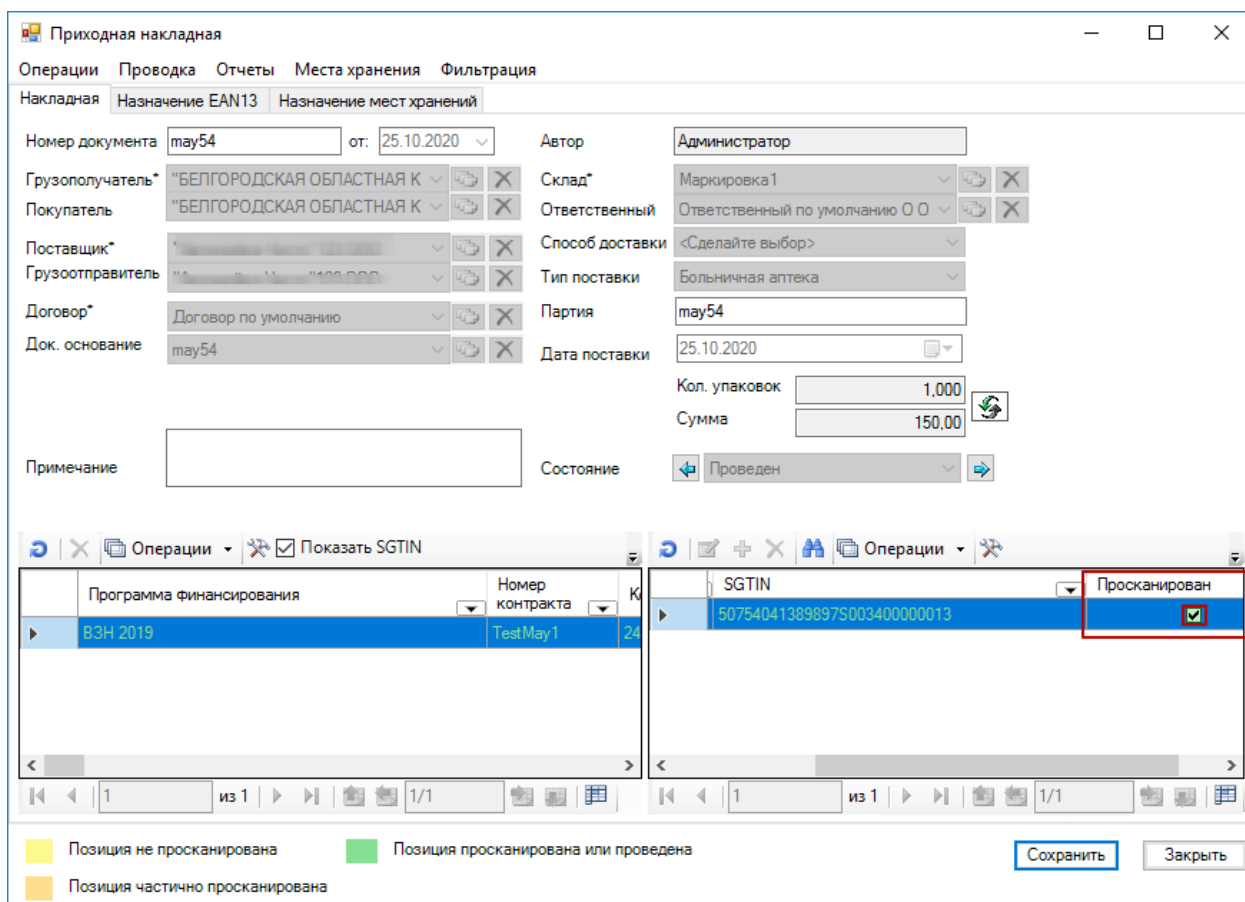 Приходная накладная
Операции Проводка Отчеты Места хранения Фильтрация
Накладная Назначение EAN13 Назначение мест хранений
Номер документа may54 от: 25.10.2020 Автор Администратор
Грузополучатель* "БЕЛГОРОДСКАЯ ОБЛАСТНАЯ К Склад* Маркировка1
Покупатель "БЕЛГОРОДСКАЯ ОБЛАСТНАЯ К Ответственный Ответственный по умолчанию О О
Поставщик* Способ доставки <Сделайте выбор>
Грузоотправитель Тип поставки Больничная аптека
Договор* Договор по умолчанию Партия may54
Док. основание may54 Дата поставки 25.10.2020
Кол. упаковок 1,000
Сумма 150,00
Примечание Состояние Проведен
Операции Показать SGTIN Операции
Программа финансирования Номер контракта SGTIN Просканирован
ВЗН 2019 TestMay1 24 50754041389897S003400000013
1 из 1 1/1 1 из 1 1/1
Позиция не просканирована Позиция просканирована или проведена Сохранить Закрыть
Позиция частично просканирована